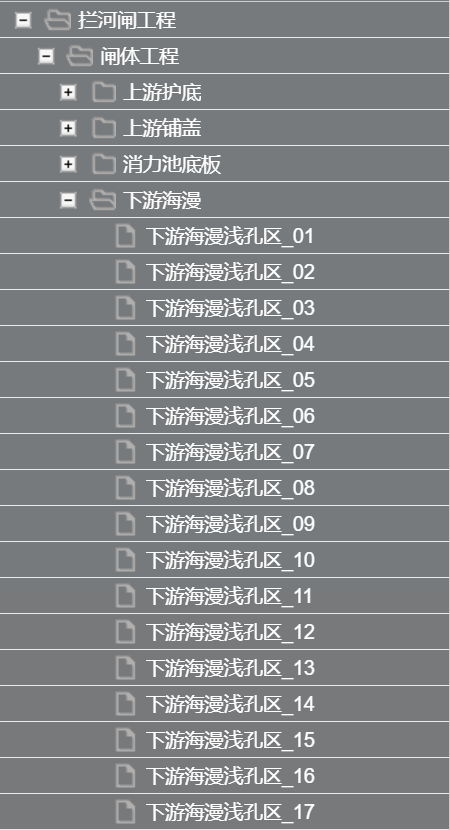 拦河闸工程
闸体工程
上游护底
上游铺盖
消力池底板
下游海漫
下游海漫浅孔区_01
下游海漫浅孔区_02
下游海漫浅孔区_03
下游海漫浅孔区_04
下游海漫浅孔区_05
下游海漫浅孔区_06
下游海漫浅孔区_07
下游海漫浅孔区_08
下游海漫浅孔区_09
下游海漫浅孔区_10
下游海漫浅孔区_11
下游海漫浅孔区_12
下游海漫浅孔区_13
下游海漫浅孔区_14
下游海漫浅孔区_15
下游海漫浅孔区_16
下游海漫浅孔区_17